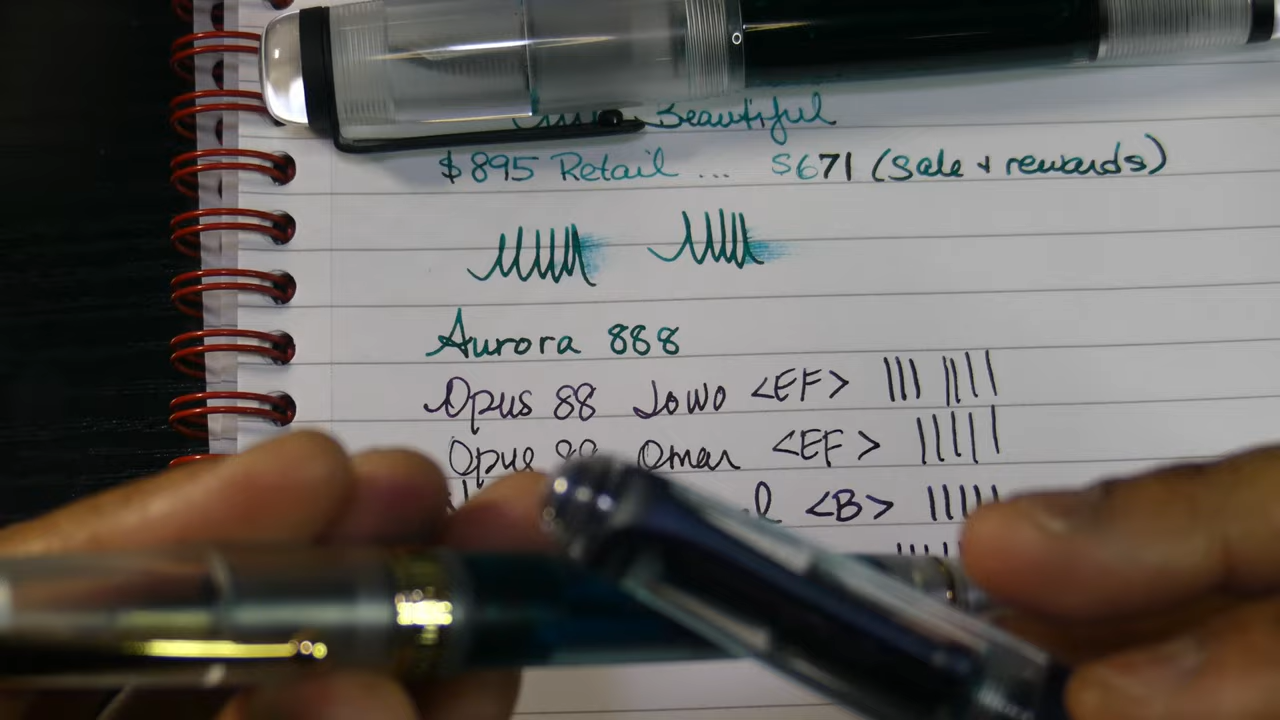 Beautiful
$895 Retail ... $671 (Sale + rewards)
Aurora 888
Opus 88 Jowo <EF>
Opus 88 Omar <EF>
<B>